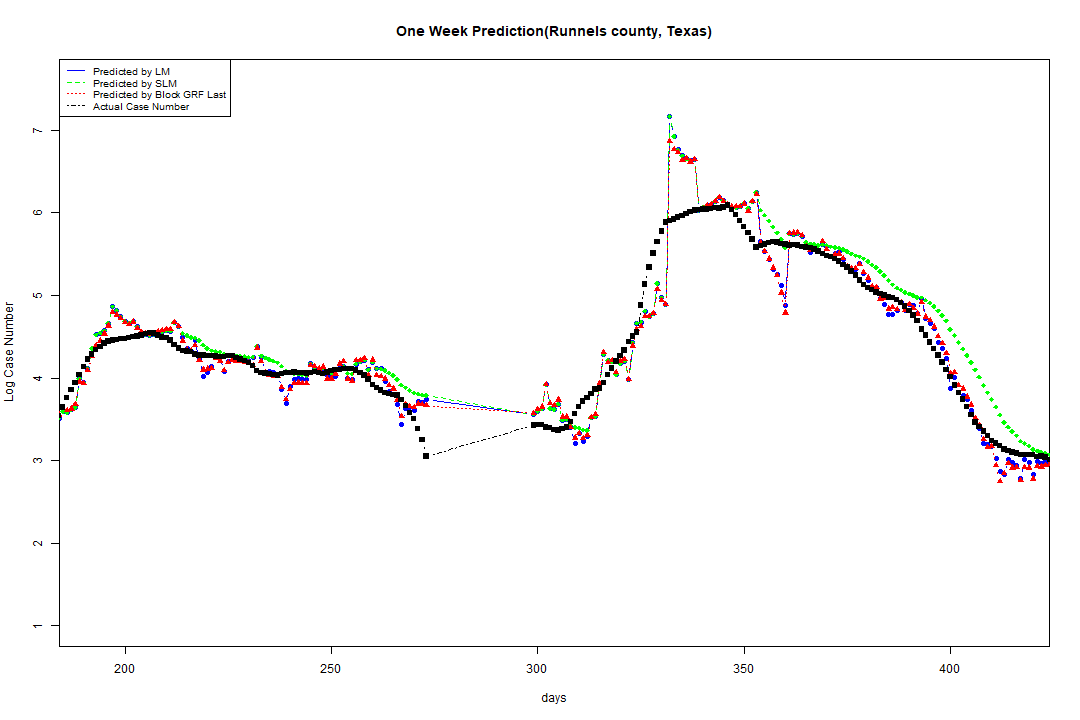 One Week Prediction(Runnels county, Texas)
Predicted by LM
Predicted by SLM
Predicted by Block GRF Last
Actual Case Number
Log Case Number
7
6
5
4
3
2
1
200 250 300 350 400
days